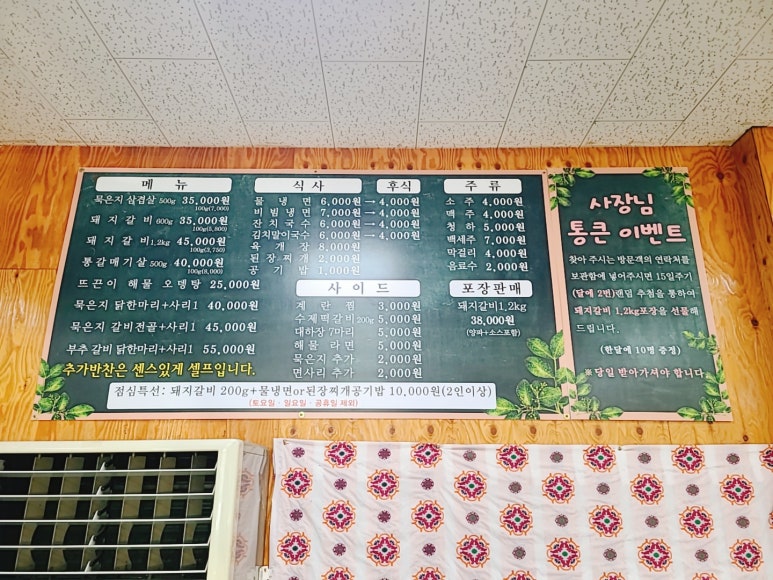 메 뉴
묵은지 삼겹살 500g 35,000원
100g(7,000)
돼 지 갈 비 600g 35,000원
100g(5,800)
돼 지 갈 비 1.2kg 45,000원
100g(3,750)
통갈매기살 500g 40,000원
100g(8,000)
뜨끈이 해물 오뎅탕 25,000원
묵은지 닭한마리+사리1 40,000원
묵은지 갈비전골+사리1 45,000원
부추 갈비 닭한마리+사리1 55,000원
추가반찬은 센스있게 셀프입니다.
식 사 후식
물 냉 면 6,000원 → 4,000원
비 빔 냉 면 7,000원 → 4,000원
잔 치 국 수 6,000원 → 4,000원
김치말이국수 6,000원 → 4,000원
육 개 장 8,000원
된 장 찌 개 2,000원
공 기 밥 1,000원
사 이 드
계 란 찜 3,000원
수제떡갈비 200g 5,000원
대하장 7마리 5,000원
해 물 라 면 5,000원
묵은지 추가 2,000원
면사리 추가 2,000원
주 류
소 주 4,000원
맥 주 4,000원
청 하 5,000원
백세주 7,000원
막걸리 4,000원
음료수 2,000원
포장판매
돼지갈비1.2kg
38,000원
(양파+소스포함)
점심특선: 돼지갈비 200g+물냉면or된장찌개공기밥 10,000원(2인이상)
(토요일 · 일요일 · 공휴일 제외)
사장님
통큰 이벤트
찾아 주시는 방문객의 연락처를
보관함에 넣어주시면 15일주기
(달에 2번)랜덤 추첨을 통하여
돼지갈비 1.2kg포장을 선물해
드립니다.
(한달에 10명 증정)
※당일 받아가셔야 합니다.